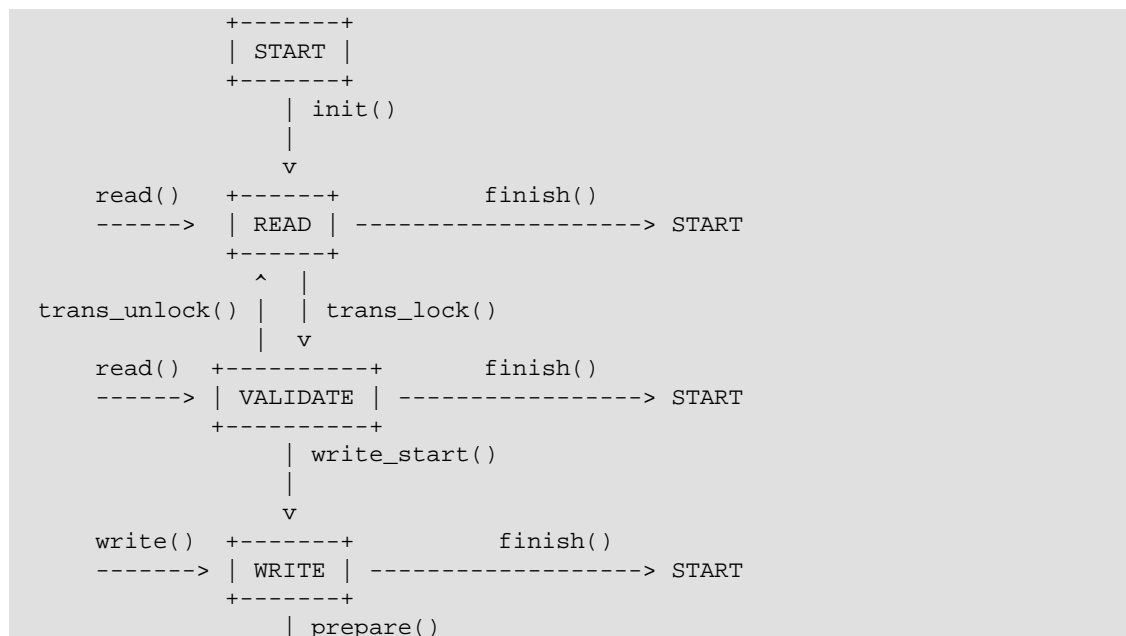 +-------+
| START |
+-------+
| init()
|
v
read() +------+ finish()
------> | READ | --------------------> START
+------+
^ |
trans_unlock() | | trans_lock()
| v
read() +----------+ finish()
------> | VALIDATE | -----------------> START
+----------+
| write_start()
|
v
write() +-------+ finish()
-------> | WRITE | -------------------> START
+-------+
| prepare()